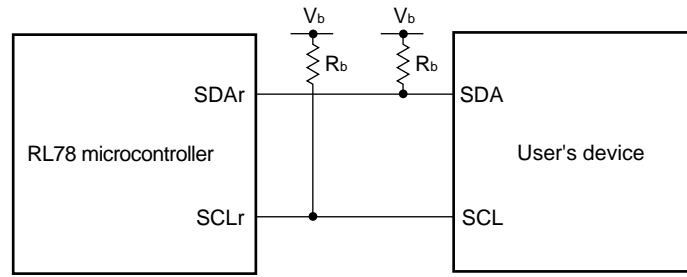 Vb Vb
Rb Rb
SDAr SDA
RL78 microcontroller User's device
SCLr SCL